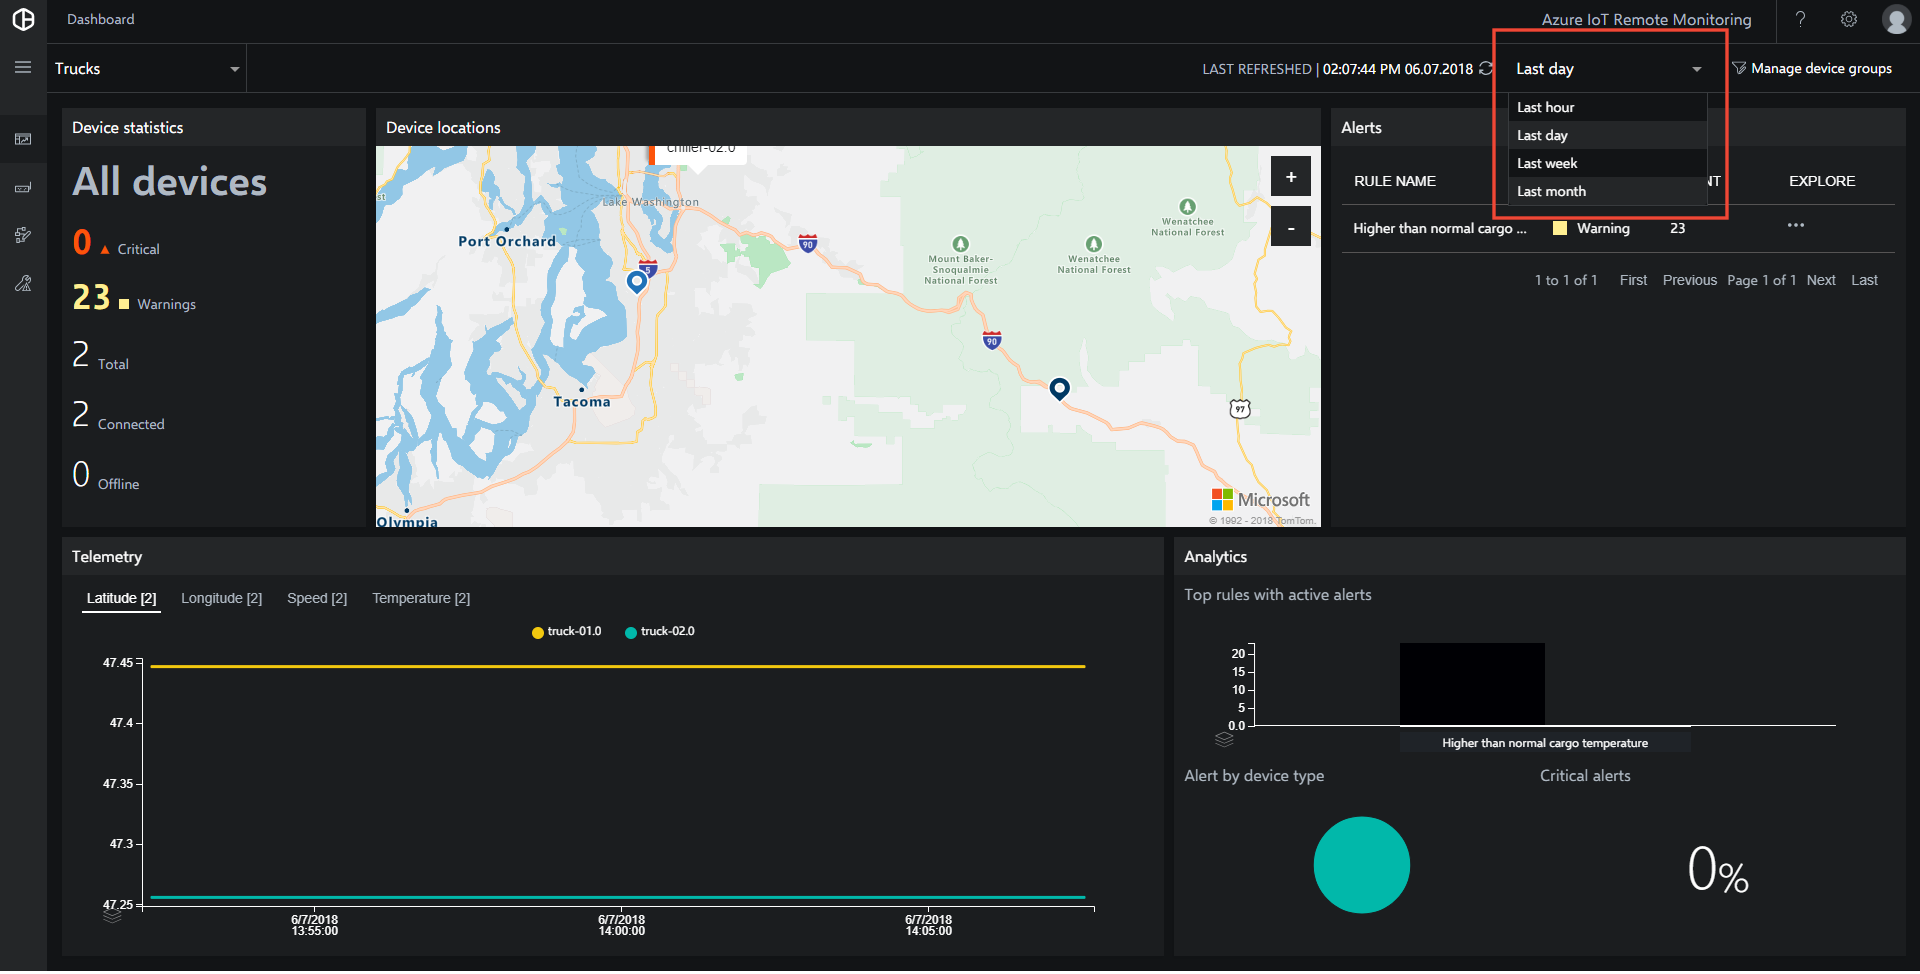 Dashboard
Azure IoT Remote Monitoring
?
Trucks
LAST REFRESHED | 02:07:44 PM 06.07.2018
Last day
Manage device groups
Last hour
Last day
Last week
Last month
Device statistics
All devices
0 Critical
23 Warnings
2 Total
2 Connected
0 Offline
Device locations
chiller-02.0
+
-
st
Lake Washington
Port Orchard
90
5
Wenatchee
National Forest
Mount Baker-
Snoqualmie
National Forest
Wenatchee
National Forest
90
Tacoma
97
Olympia
Microsoft
© 1992 - 2018 TomTom.
Alerts
RULE NAME
NT
EXPLORE
Higher than normal cargo ...
Warning
23
...
1 to 1 of 1 First Previous Page 1 of 1 Next Last
Telemetry
Latitude [2] Longitude [2] Speed [2] Temperature [2]
truck-01.0 truck-02.0
47.45
47.4
47.35
47.3
47.25
6/7/2018
13:55:00
6/7/2018
14:00:00
6/7/2018
14:05:00
Analytics
Top rules with active alerts
20
15
10
5
0.0
Higher than normal cargo temperature
Alert by device type
Critical alerts
0%